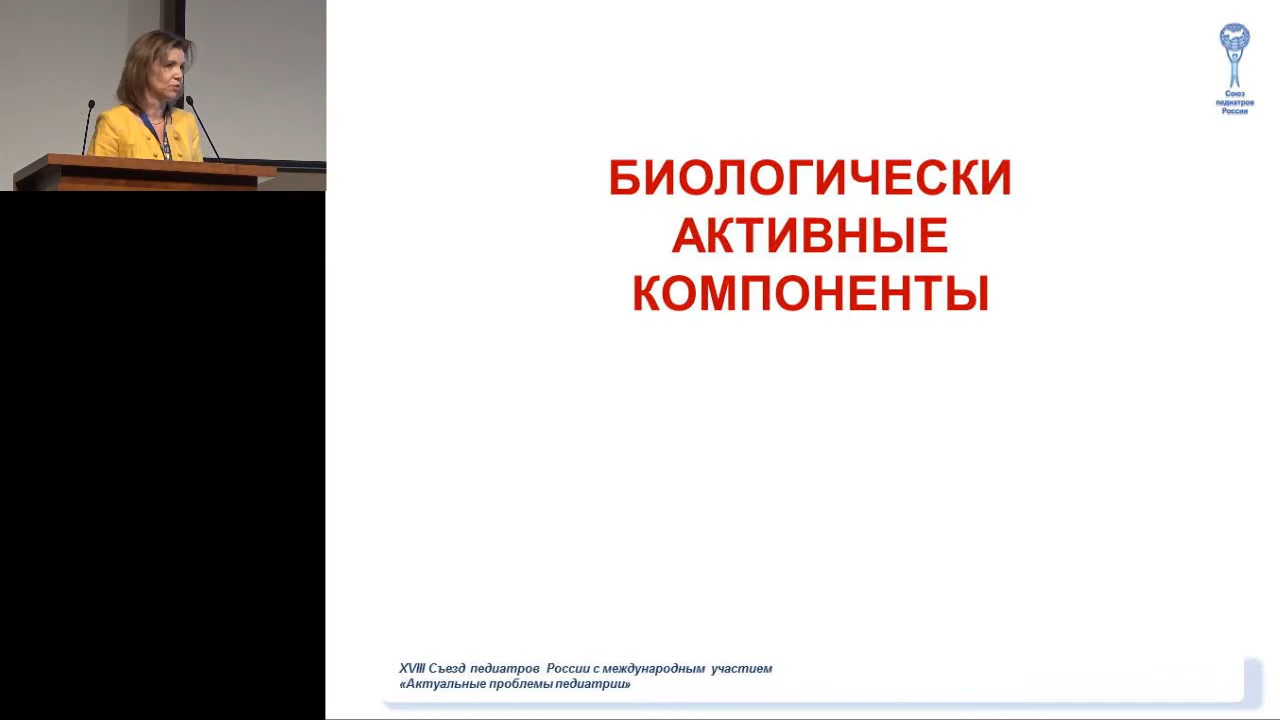 Союз
педиатров
России
БИОЛОГИЧЕСКИ
АКТИВНЫЕ
КОМПОНЕНТЫ
XVIII Съезд педиатров России с международным участием
«Актуальные проблемы педиатрии»